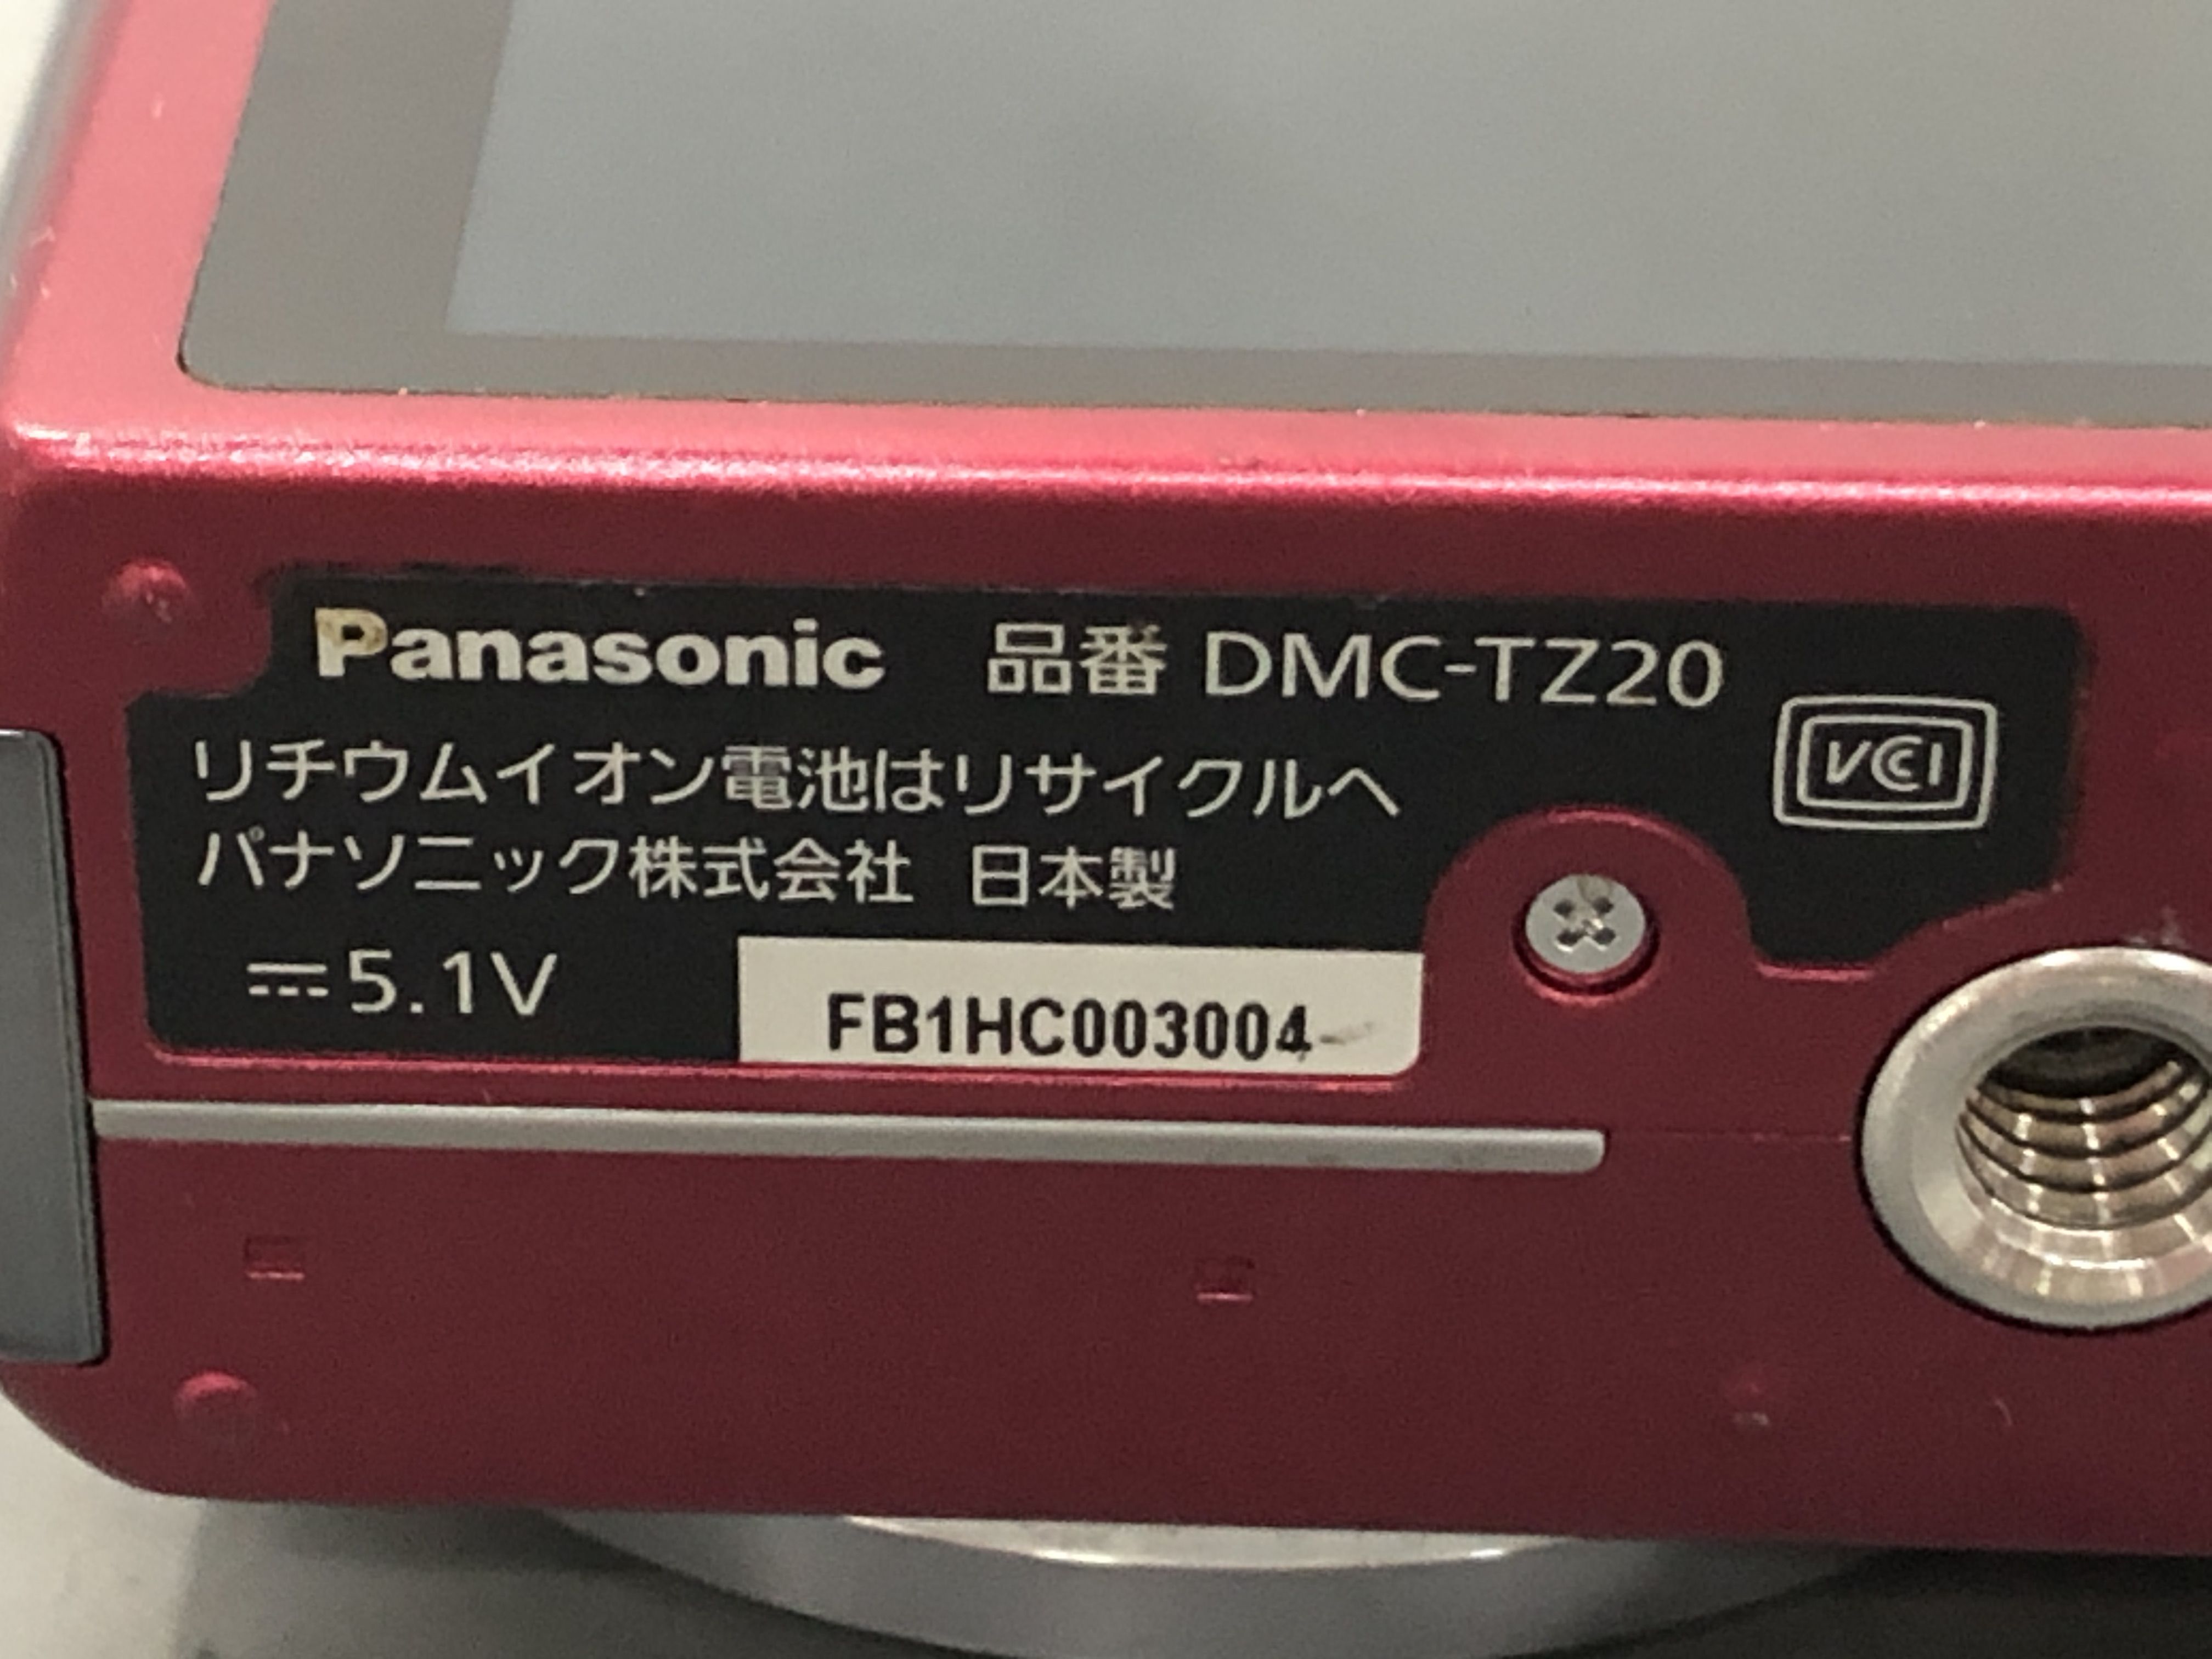 Panasonic 品番 DMC-TZ20
VCCI
リチウムイオン電池はリサイクルへ
パナソニック株式会社 日本製
⎓5.1V
FB1HC003004